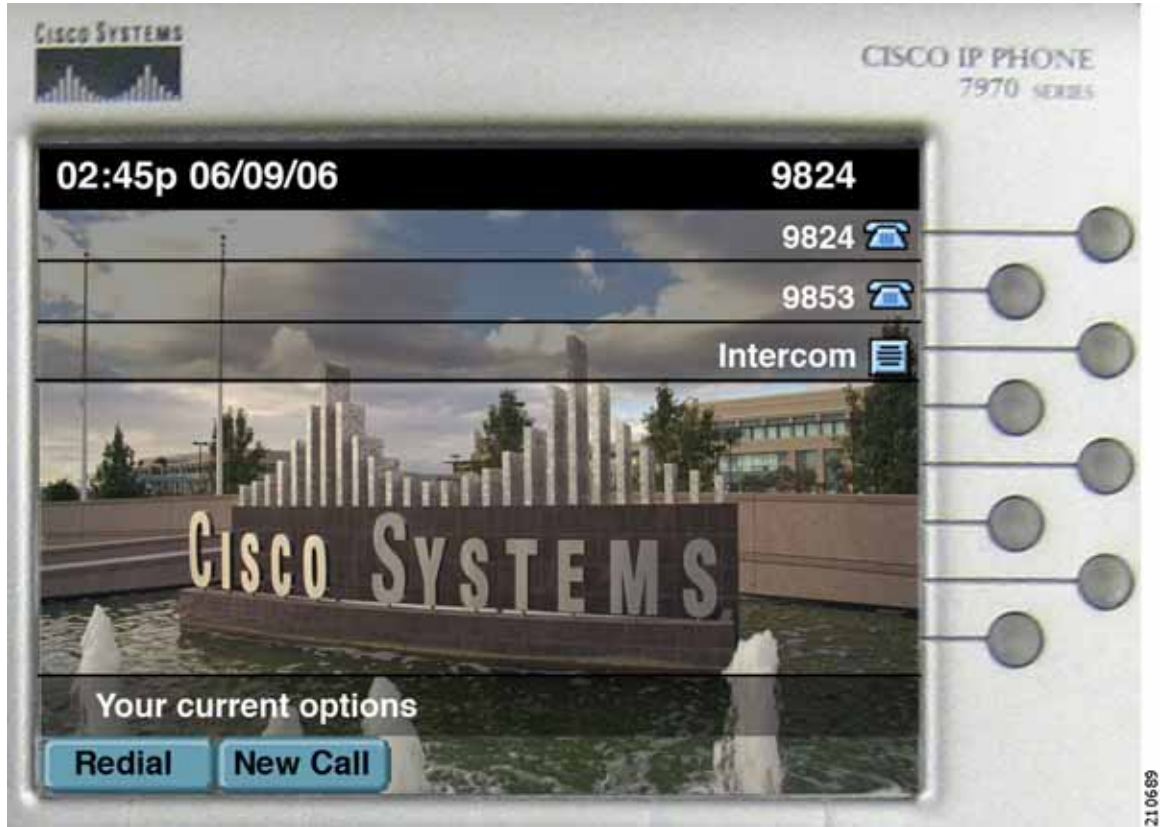 CISCO SYSTEMS
CISCO IP PHONE
7970 SERIES
02:45p 06/09/06 9824
9824
9853
Intercom
CISCO SYSTEMS
Your current options
Redial New Call
210689